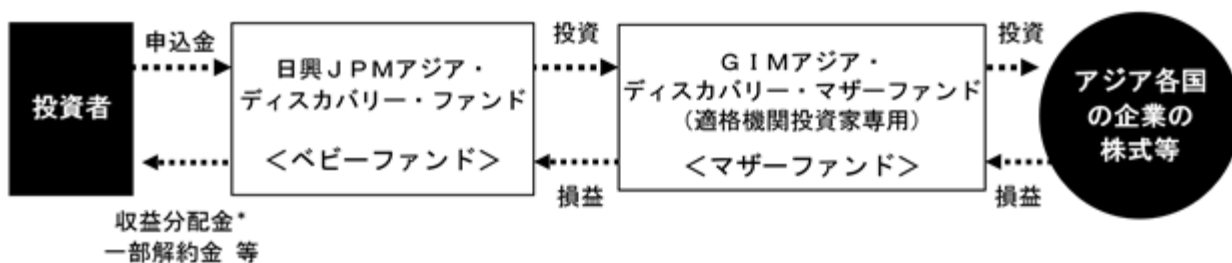 投資者
申込金
収益分配金*
一部解約金 等
日興ＪＰＭアジア・
ディスカバリー・ファンド
＜ベビーファンド＞
投資
損益
ＧＩＭアジア・
ディスカバリー・マザーファンド
（適格機関投資家専用）
＜マザーファンド＞
投資
損益
アジア各国
の企業の
株式等